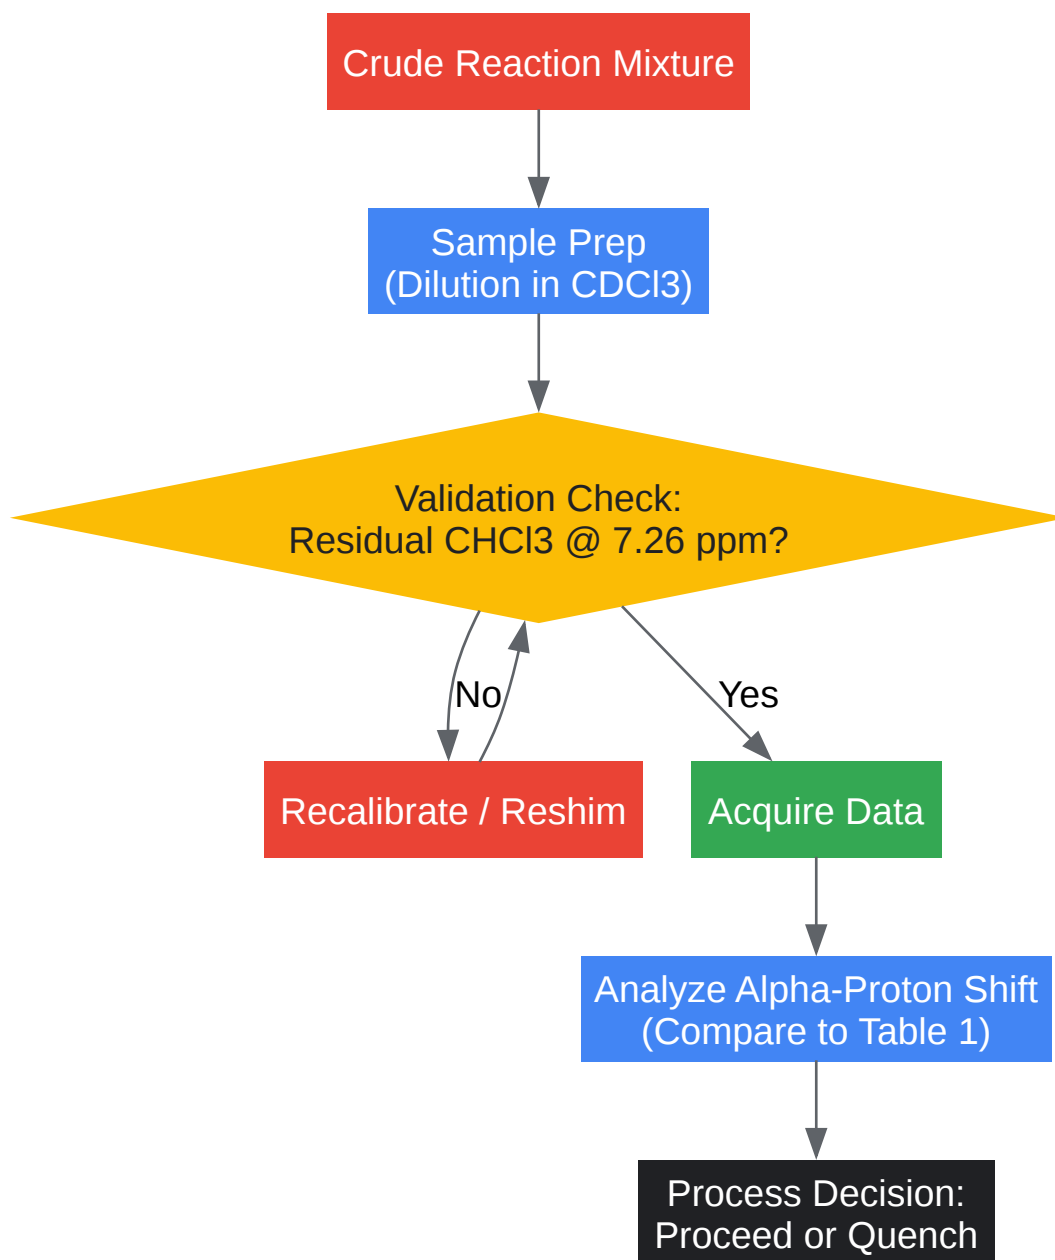 Crude Reaction Mixture
Sample Prep
(Dilution in CDCl3)
Validation Check:
Residual CHCl3 @ 7.26 ppm?
No
Yes
Recalibrate / Reshim
Acquire Data
Analyze Alpha-Proton Shift
(Compare to Table 1)
Process Decision:
Proceed or Quench